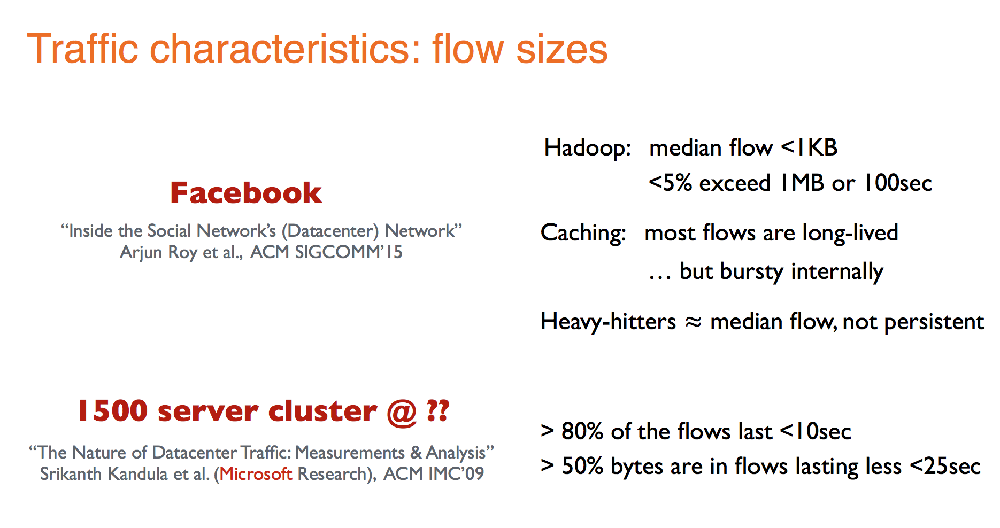 Traffic characteristics: flow sizes
Facebook
“Inside the Social Network’s (Datacenter) Network”
Arjun Roy et al., ACM SIGCOMM’15
Hadoop: median flow <1KB
<5% exceed 1MB or 100sec
Caching: most flows are long-lived
… but bursty internally
Heavy-hitters ≈ median flow, not persistent
1500 server cluster @ ??
“The Nature of Datacenter Traffic: Measurements & Analysis”
Srikanth Kandula et al. (Microsoft Research), ACM IMC’09
> 80% of the flows last <10sec
> 50% bytes are in flows lasting less <25sec